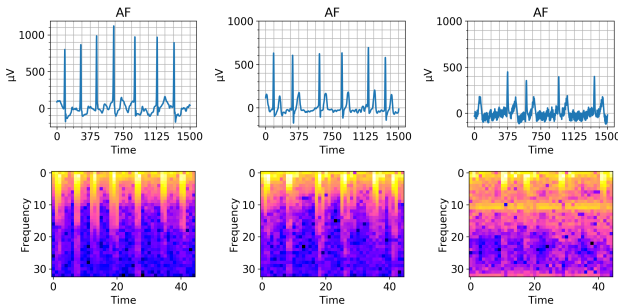 AF AF AF
1000 1000 1000
μV μV μV
500 500 500
0 0 0
0 375 750 1125 1500 0 375 750 1125 1500 0 375 750 1125 1500
Time Time Time
Frequency Frequency Frequency
0 0 0
10 10 10
20 20 20
30 30 30
0 20 40 0 20 40 0 20 40
Time Time Time